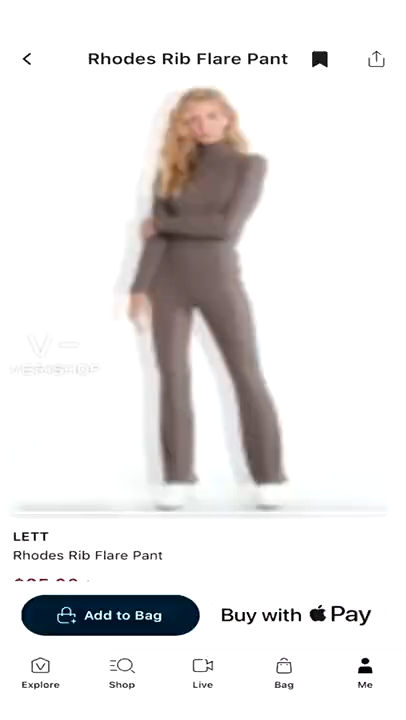 Rhodes Rib Flare Pant
VERISHOP
LETT
Rhodes Rib Flare Pant
Add to Bag
Buy with Pay
Explore
Shop
Live
Bag
Me